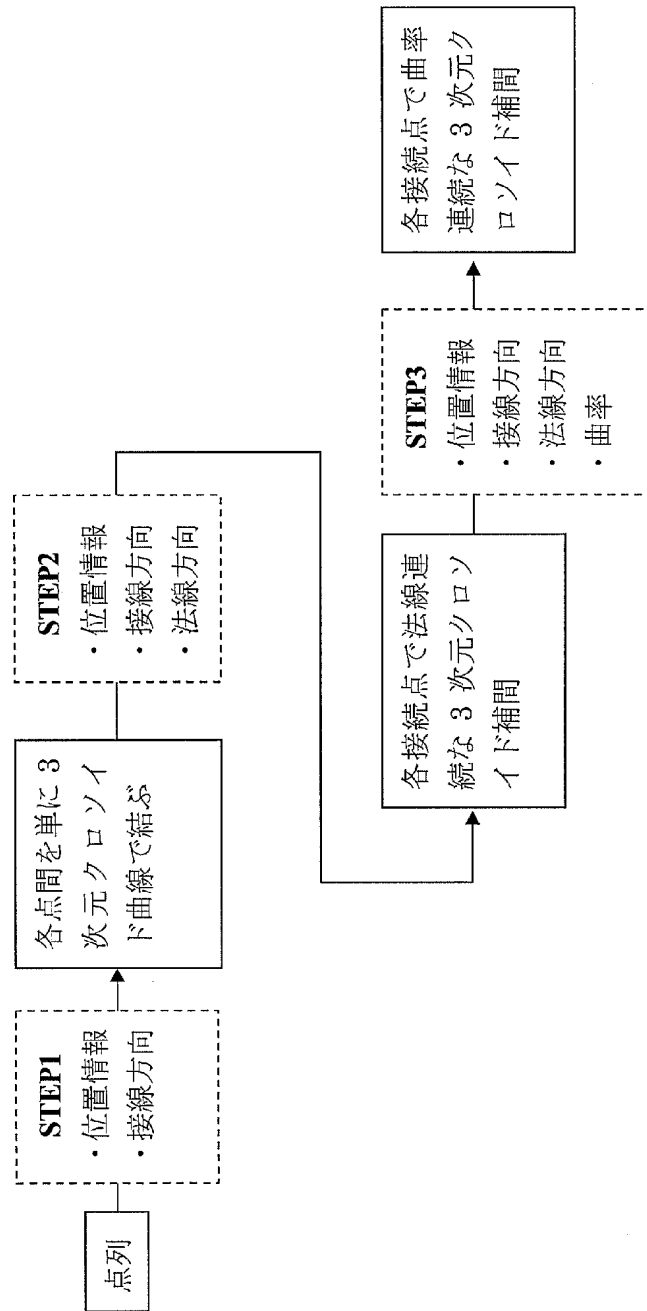 点列
STEP1
・位置情報
・接線方向
各点間を単に 3
次元クロソイ
ド曲線で結ぶ
STEP2
・位置情報
・接線方向
・法線方向
各接続点で法線連
続な 3 次元クロソ
イド補間
STEP3
・位置情報
・接線方向
・法線方向
・曲率
各接続点で曲率
連続な 3 次元ク
ロソイド補間